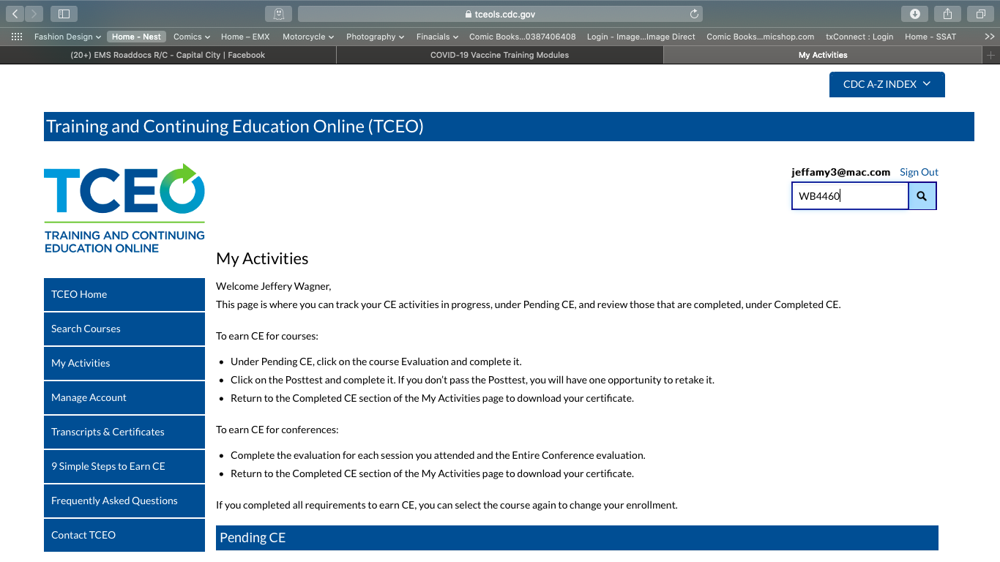 tceols.cdc.gov
Fashion Design Home - Nest Comics Home – EMX Motorcycle Photography Finacials Comic Books...0387406408 Login - Image...Image Direct Comic Books...micshop.com txConnect : Login Home - SSAT >>
(20+) EMS Roaddocs R/C - Capital City | Facebook COVID-19 Vaccine Training Modules My Activities
CDC A-Z INDEX
Training and Continuing Education Online (TCEO)
TCEO
TRAINING AND CONTINUING
EDUCATION ONLINE
jeffamy3@mac.com Sign Out
WB4460
TCEO Home
Search Courses
My Activities
Manage Account
Transcripts & Certificates
9 Simple Steps to Earn CE
Frequently Asked Questions
Contact TCEO
My Activities
Welcome Jeffery Wagner,
This page is where you can track your CE activities in progress, under Pending CE, and review those that are completed, under Completed CE.
To earn CE for courses:
• Under Pending CE, click on the course Evaluation and complete it.
• Click on the Posttest and complete it. If you don’t pass the Posttest, you will have one opportunity to retake it.
• Return to the Completed CE section of the My Activities page to download your certificate.
To earn CE for conferences:
• Complete the evaluation for each session you attended and the Entire Conference evaluation.
• Return to the Completed CE section of the My Activities page to download your certificate.
If you completed all requirements to earn CE, you can select the course again to change your enrollment.
Pending CE